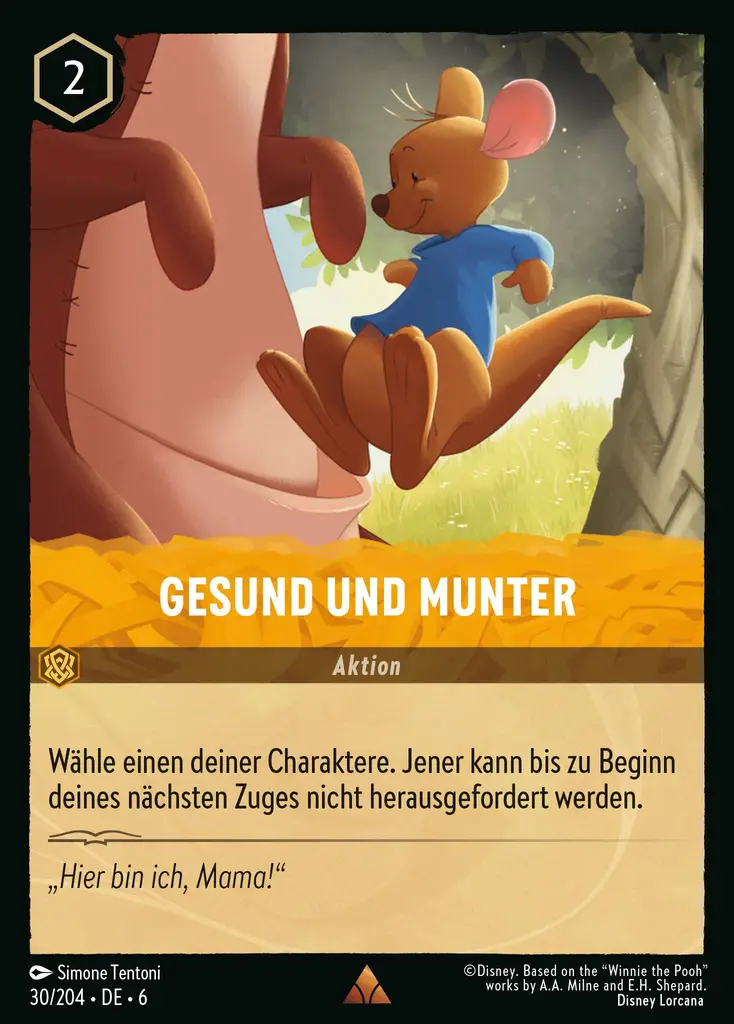 2
GESUND UND MUNTER
Aktion
Wähle einen deiner Charaktere. Jener kann bis zu Beginn
deines nächsten Zuges nicht herausgefordert werden.
„Hier bin ich, Mama!“
Simone Tentoni
30/204 • DE • 6
©Disney. Based on the “Winnie the Pooh”
works by A.A. Milne and E.H. Shepard.
Disney Lorcana